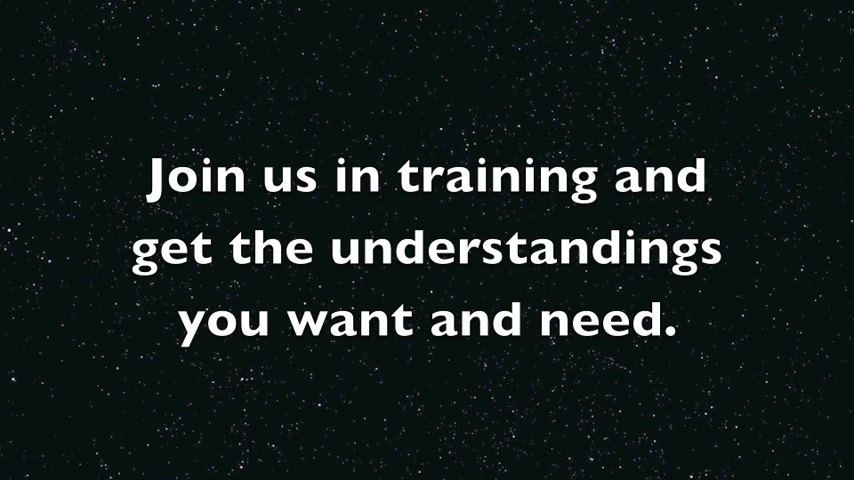 Join us in training and
get the understandings
you want and need.